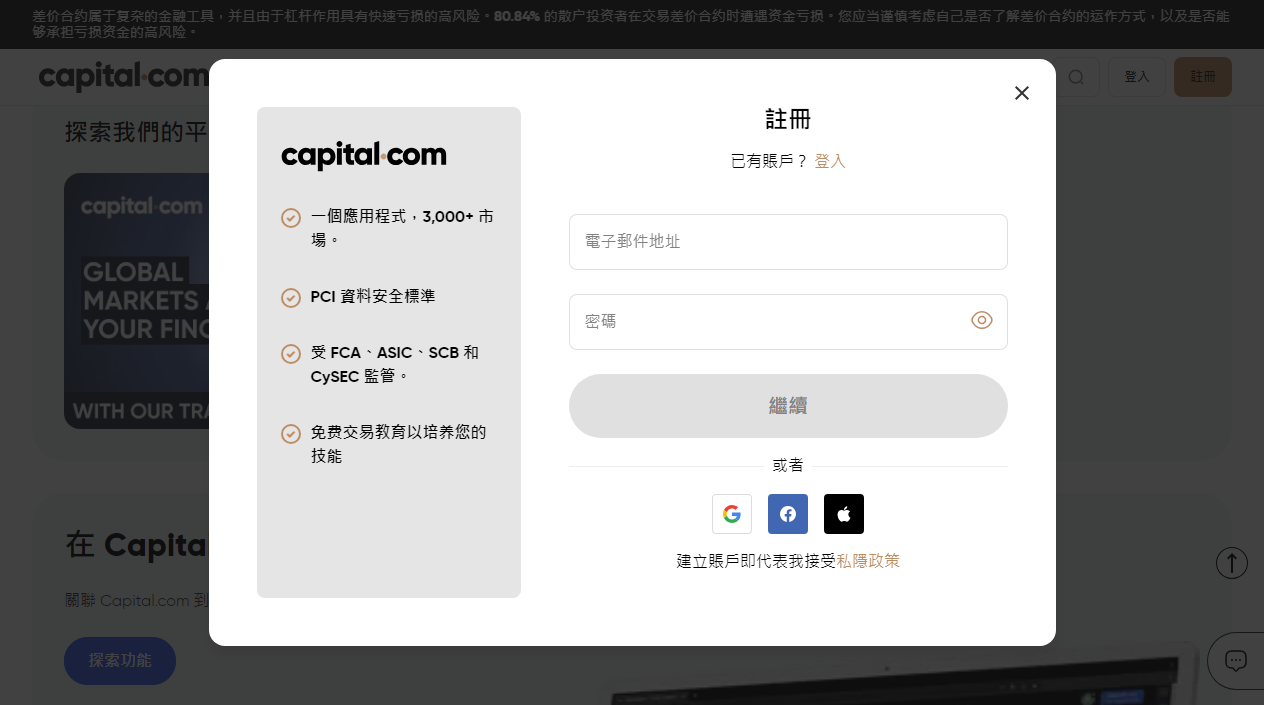 差价合约属于复杂的金融工具，并且由于杠杆作用具有快速亏损的高风险。80.84% 的散户投资者在交易差价合约时遭遇资金亏损。您应当谨慎考虑自己是否了解差价合约的运作方式，以及是否能
够承担亏损资金的高风险。
capital.com
登入
註冊
探索我們的平
capital.com
GLOBAL
MARKETS
YOUR FINC
WITH OUR TRA
在 Capita
關聯 Capital.com 到
探索功能
capital.com
一個應用程式，3,000+ 市
場。
PCI 資料安全標準
受 FCA、ASIC、SCB 和
CySEC 監管。
免费交易教育以培养您的
技能
註冊
已有賬戶？ 登入
電子郵件地址
密碼
繼續
或者
建立賬戶即代表我接受私隱政策